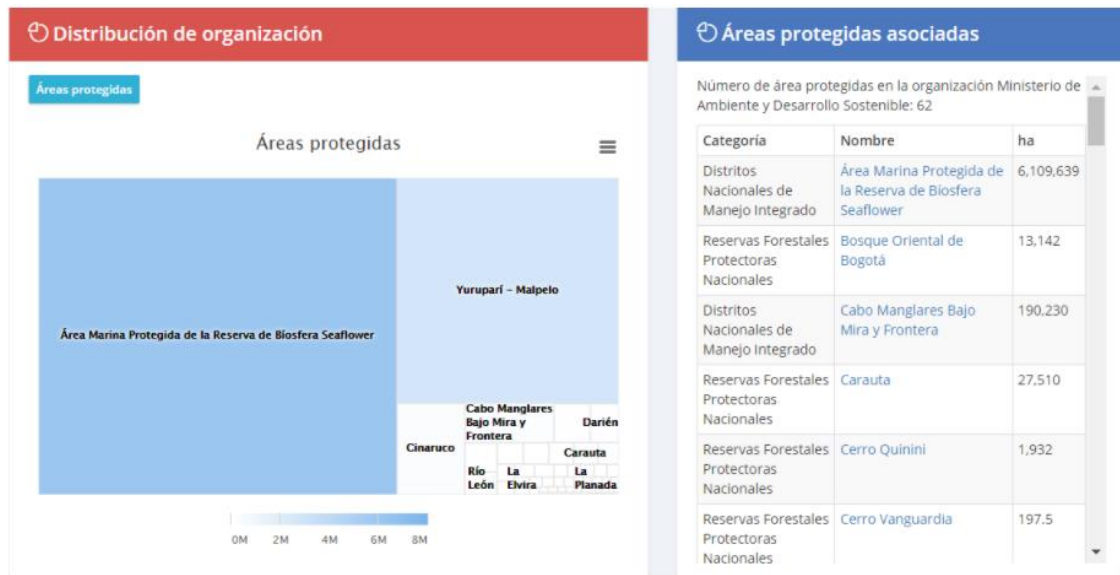 Distribución de organización
Áreas protegidas
Áreas protegidas
Área Marina Protegida de la Reserva de Bíosfera Seaflower
Yuruparí – Malpelo
Cinaruco
Cabo Manglares
Bajo Mira y
Frontera
Darién
Carauta
Río
León
La
Elvira
La
Planada
0M 2M 4M 6M 8M
Áreas protegidas asociadas
Número de área protegidas en la organización Ministerio de
Ambiente y Desarrollo Sostenible: 62
Categoría Nombre ha
Distritos Área Marina Protegida de 6,109,639
Nacionales de la Reserva de Bíosfera
Manejo Integrado Seaflower
Reservas Forestales Bosque Oriental de 13,142
Protectoras Bogotá
Nacionales
Distritos Cabo Manglares Bajo 190,230
Nacionales de Mira y Frontera
Manejo Integrado
Reservas Forestales Carauta 27,510
Protectoras
Nacionales
Reservas Forestales Cerro Quinini 1,932
Protectoras
Nacionales
Reservas Forestales Cerro Vanguardia 197.5
Protectoras
Nacionales